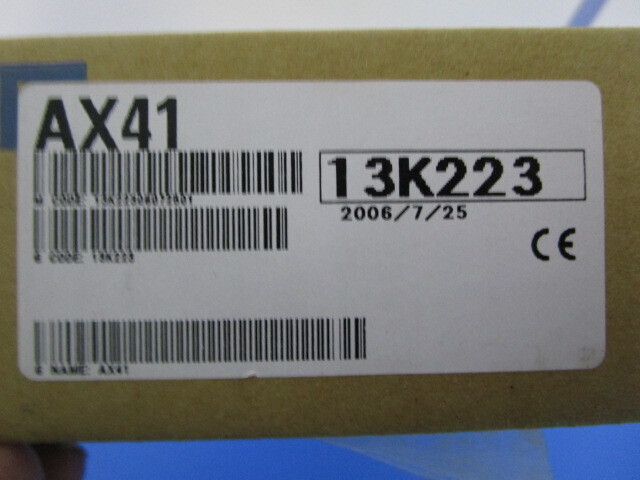 AX41
13K223
2006/7/25
CE
CODE: 13K223
NAME: AX41